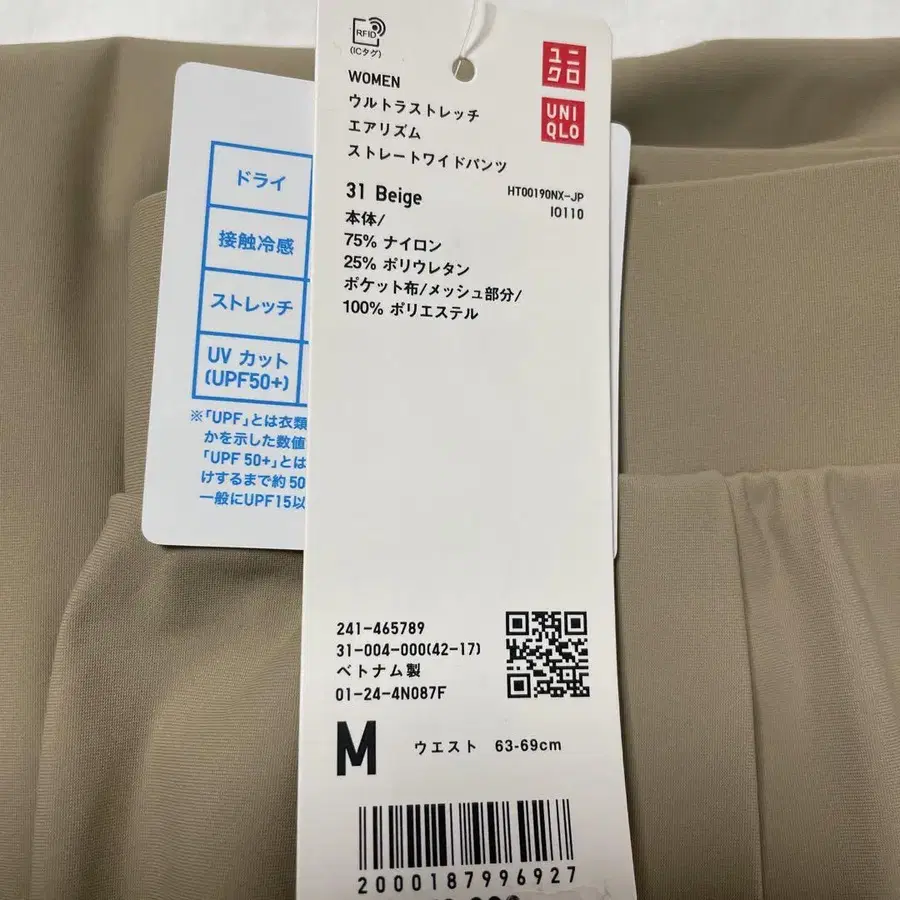 RFID
(ICタグ)
ユニ
クロ
UNI
QLO
WOMEN
ウルトラストレッチ
エアリズム
ストレートワイドパンツ
31 Beige
HT00190NX-JP
IO110
本体/
75% ナイロン
25% ポリウレタン
ポケット布/メッシュ部分/
100% ポリエステル
ドライ
接触冷感
ストレッチ
UV カット
(UPF50+)
※「UPF」とは衣類
かを示した数値
「UPF 50+」とは
けするまで約50
一般にUPF15以
241-465789
31-004-000(42-17)
ベトナム製
01-24-4N087F
M ウエスト 63-69cm
2000187996927